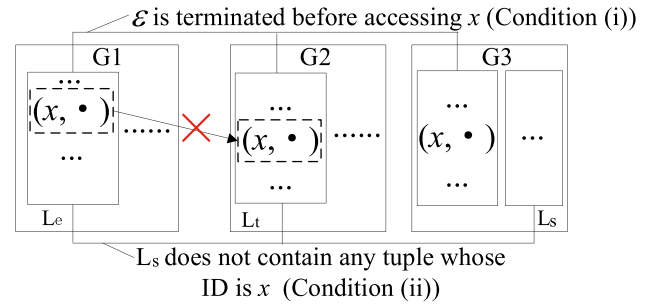 ℰ is terminated before accessing x (Condition (i))
G1 G2 G3
... ... ...
(x, •) ...... (x, •) ...... (x, •) ...
... ... ...
Le Lt Ls
Ls does not contain any tuple whose
ID is x (Condition (ii))